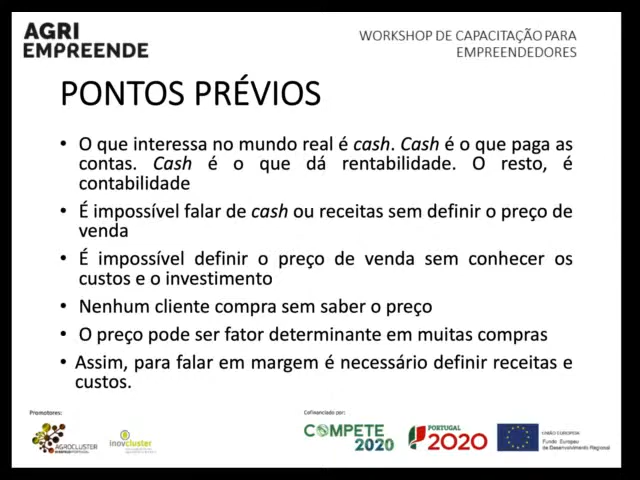 AGRI
EMPREENDE
WORKSHOP DE CAPACITAÇÃO PARA
EMPREENDEDORES
PONTOS PRÉVIOS
• O que interessa no mundo real é cash. Cash é o que paga as
contas. Cash é o que dá rentabilidade. O resto, é
contabilidade
• É impossível falar de cash ou receitas sem definir o preço de
venda
• É impossível definir o preço de venda sem conhecer os
custos e o investimento
• Nenhum cliente compra sem saber o preço
• O preço pode ser fator determinante em muitas compras
• Assim, para falar em margem é necessário definir receitas e
custos.
Promotores:
Cofinanciado por:
AGROCLUSTER
inovcluster
COMPETE
2020
PORTUGAL
2020
UNIÃO EUROPEIA
Fundo Europeu
de Desenvolvimento Regional